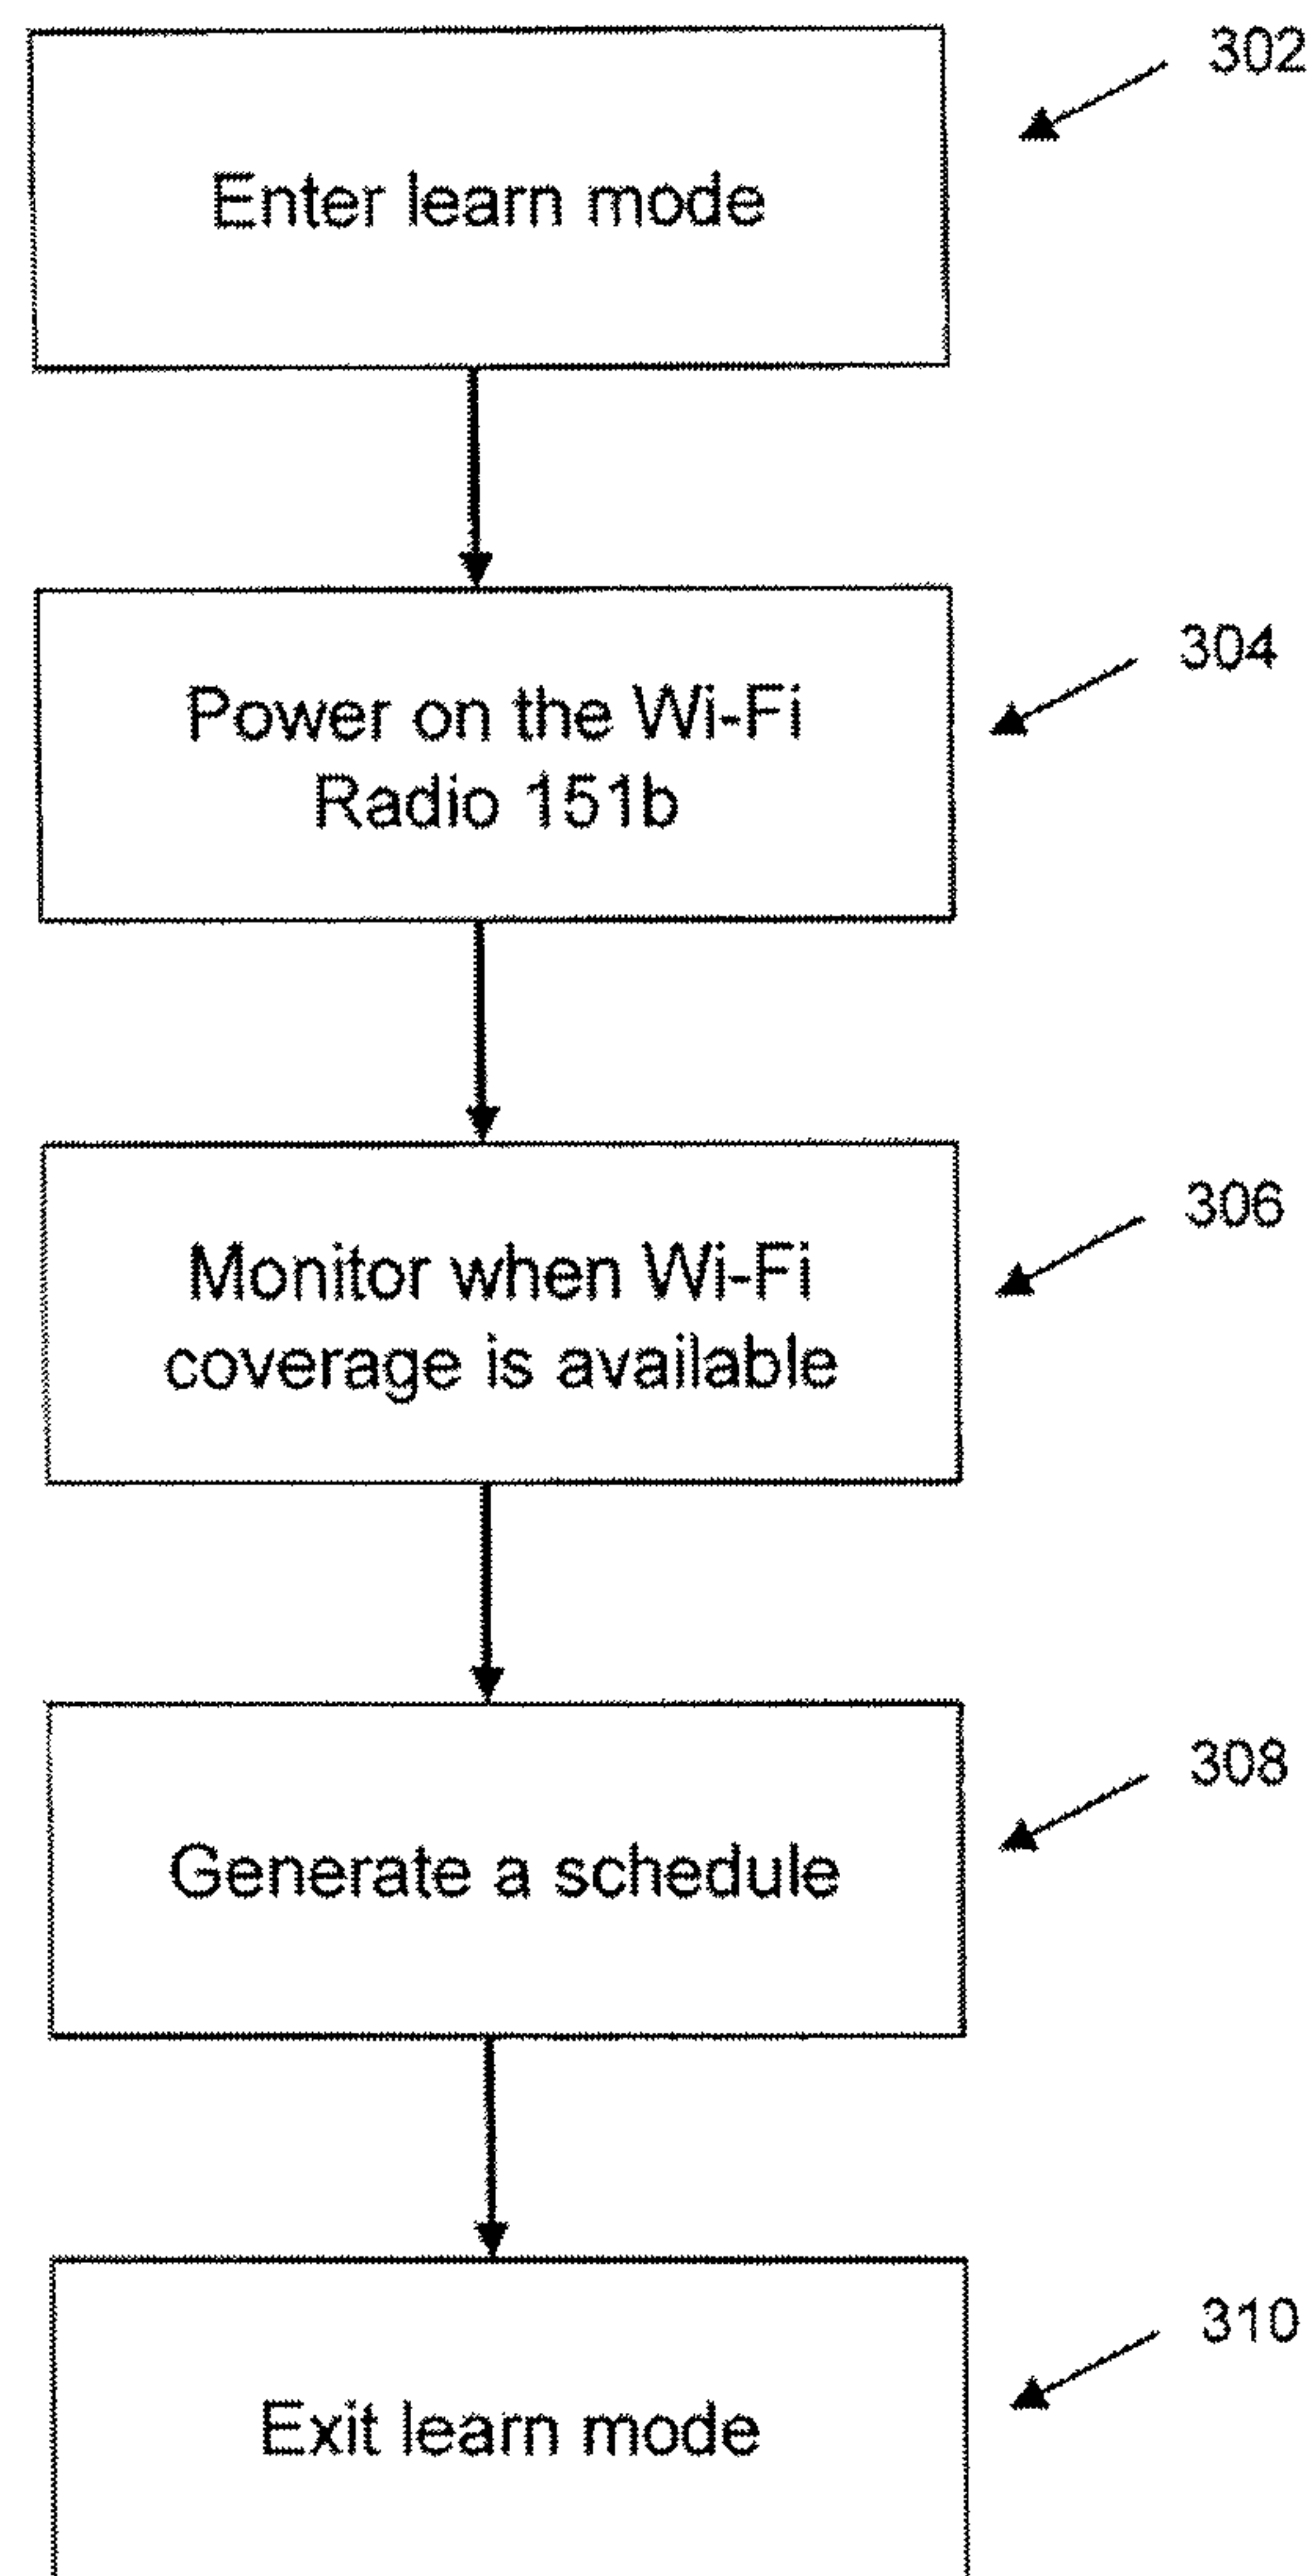 302
Enter learn mode
304
Power on the Wi-Fi
Radio 151b
306
Monitor when Wi-Fi
coverage is available
308
Generate a schedule
310
Exit learn mode